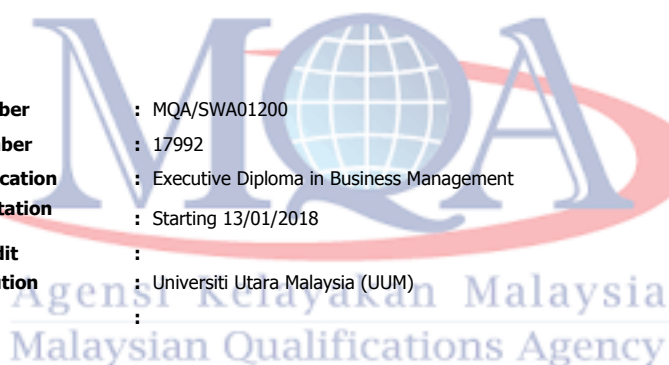 MQA
ber : MQA/SWA01200
ber : 17992
cation : Executive Diploma in Business Management
tation : Starting 13/01/2018
dit :
tion : Universiti Utara Malaysia (UUM)
:
Agensi Kelayakan Malaysia
Malaysian Qualifications Agency